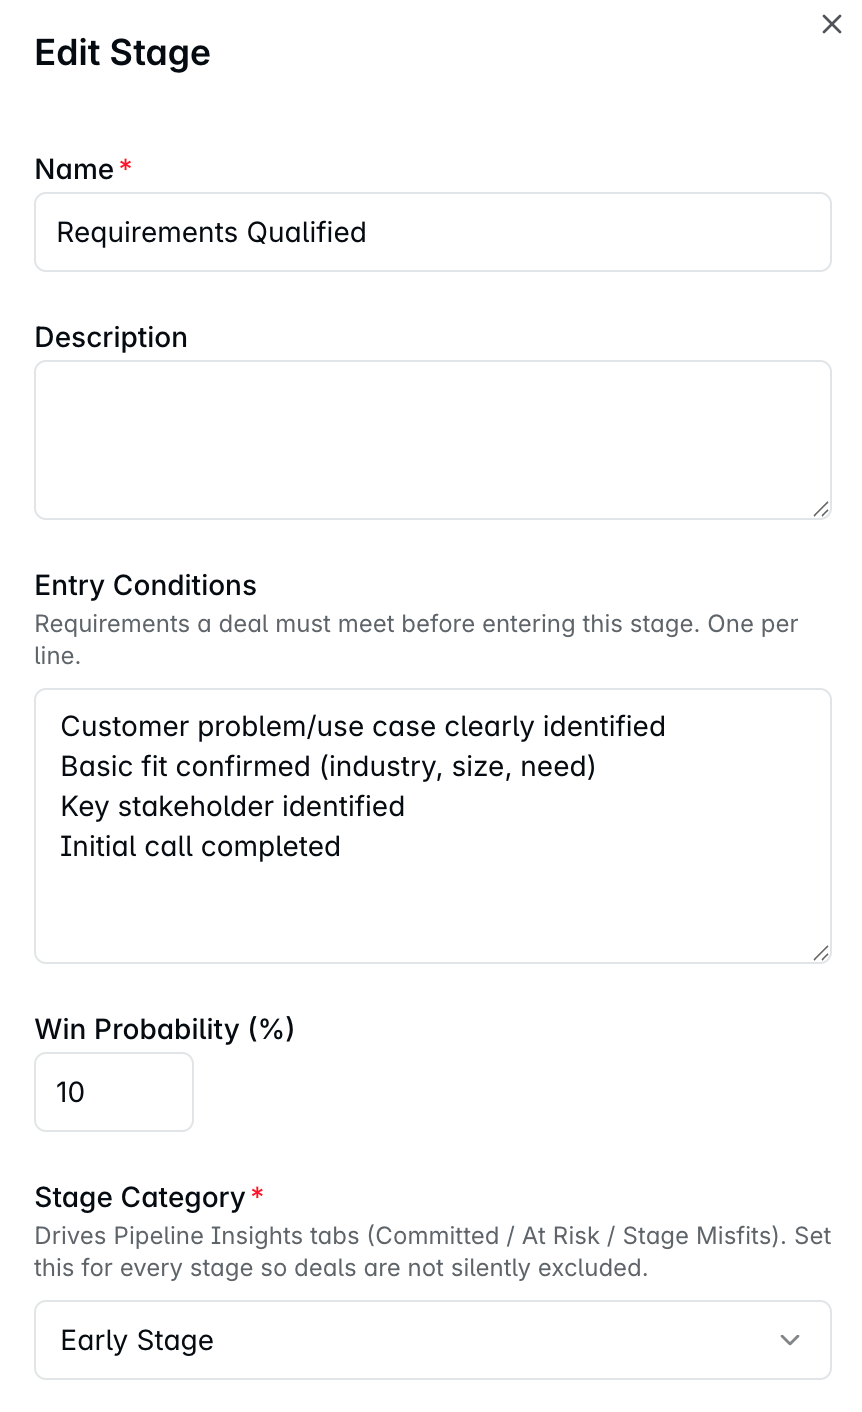 Edit Stage
Name *
Requirements Qualified
Description
Entry Conditions
Requirements a deal must meet before entering this stage. One per
line.
Customer problem/use case clearly identified
Basic fit confirmed (industry, size, need)
Key stakeholder identified
Initial call completed
Win Probability (%)
10
Stage Category *
Drives Pipeline Insights tabs (Committed / At Risk / Stage Misfits). Set
this for every stage so deals are not silently excluded.
Early Stage